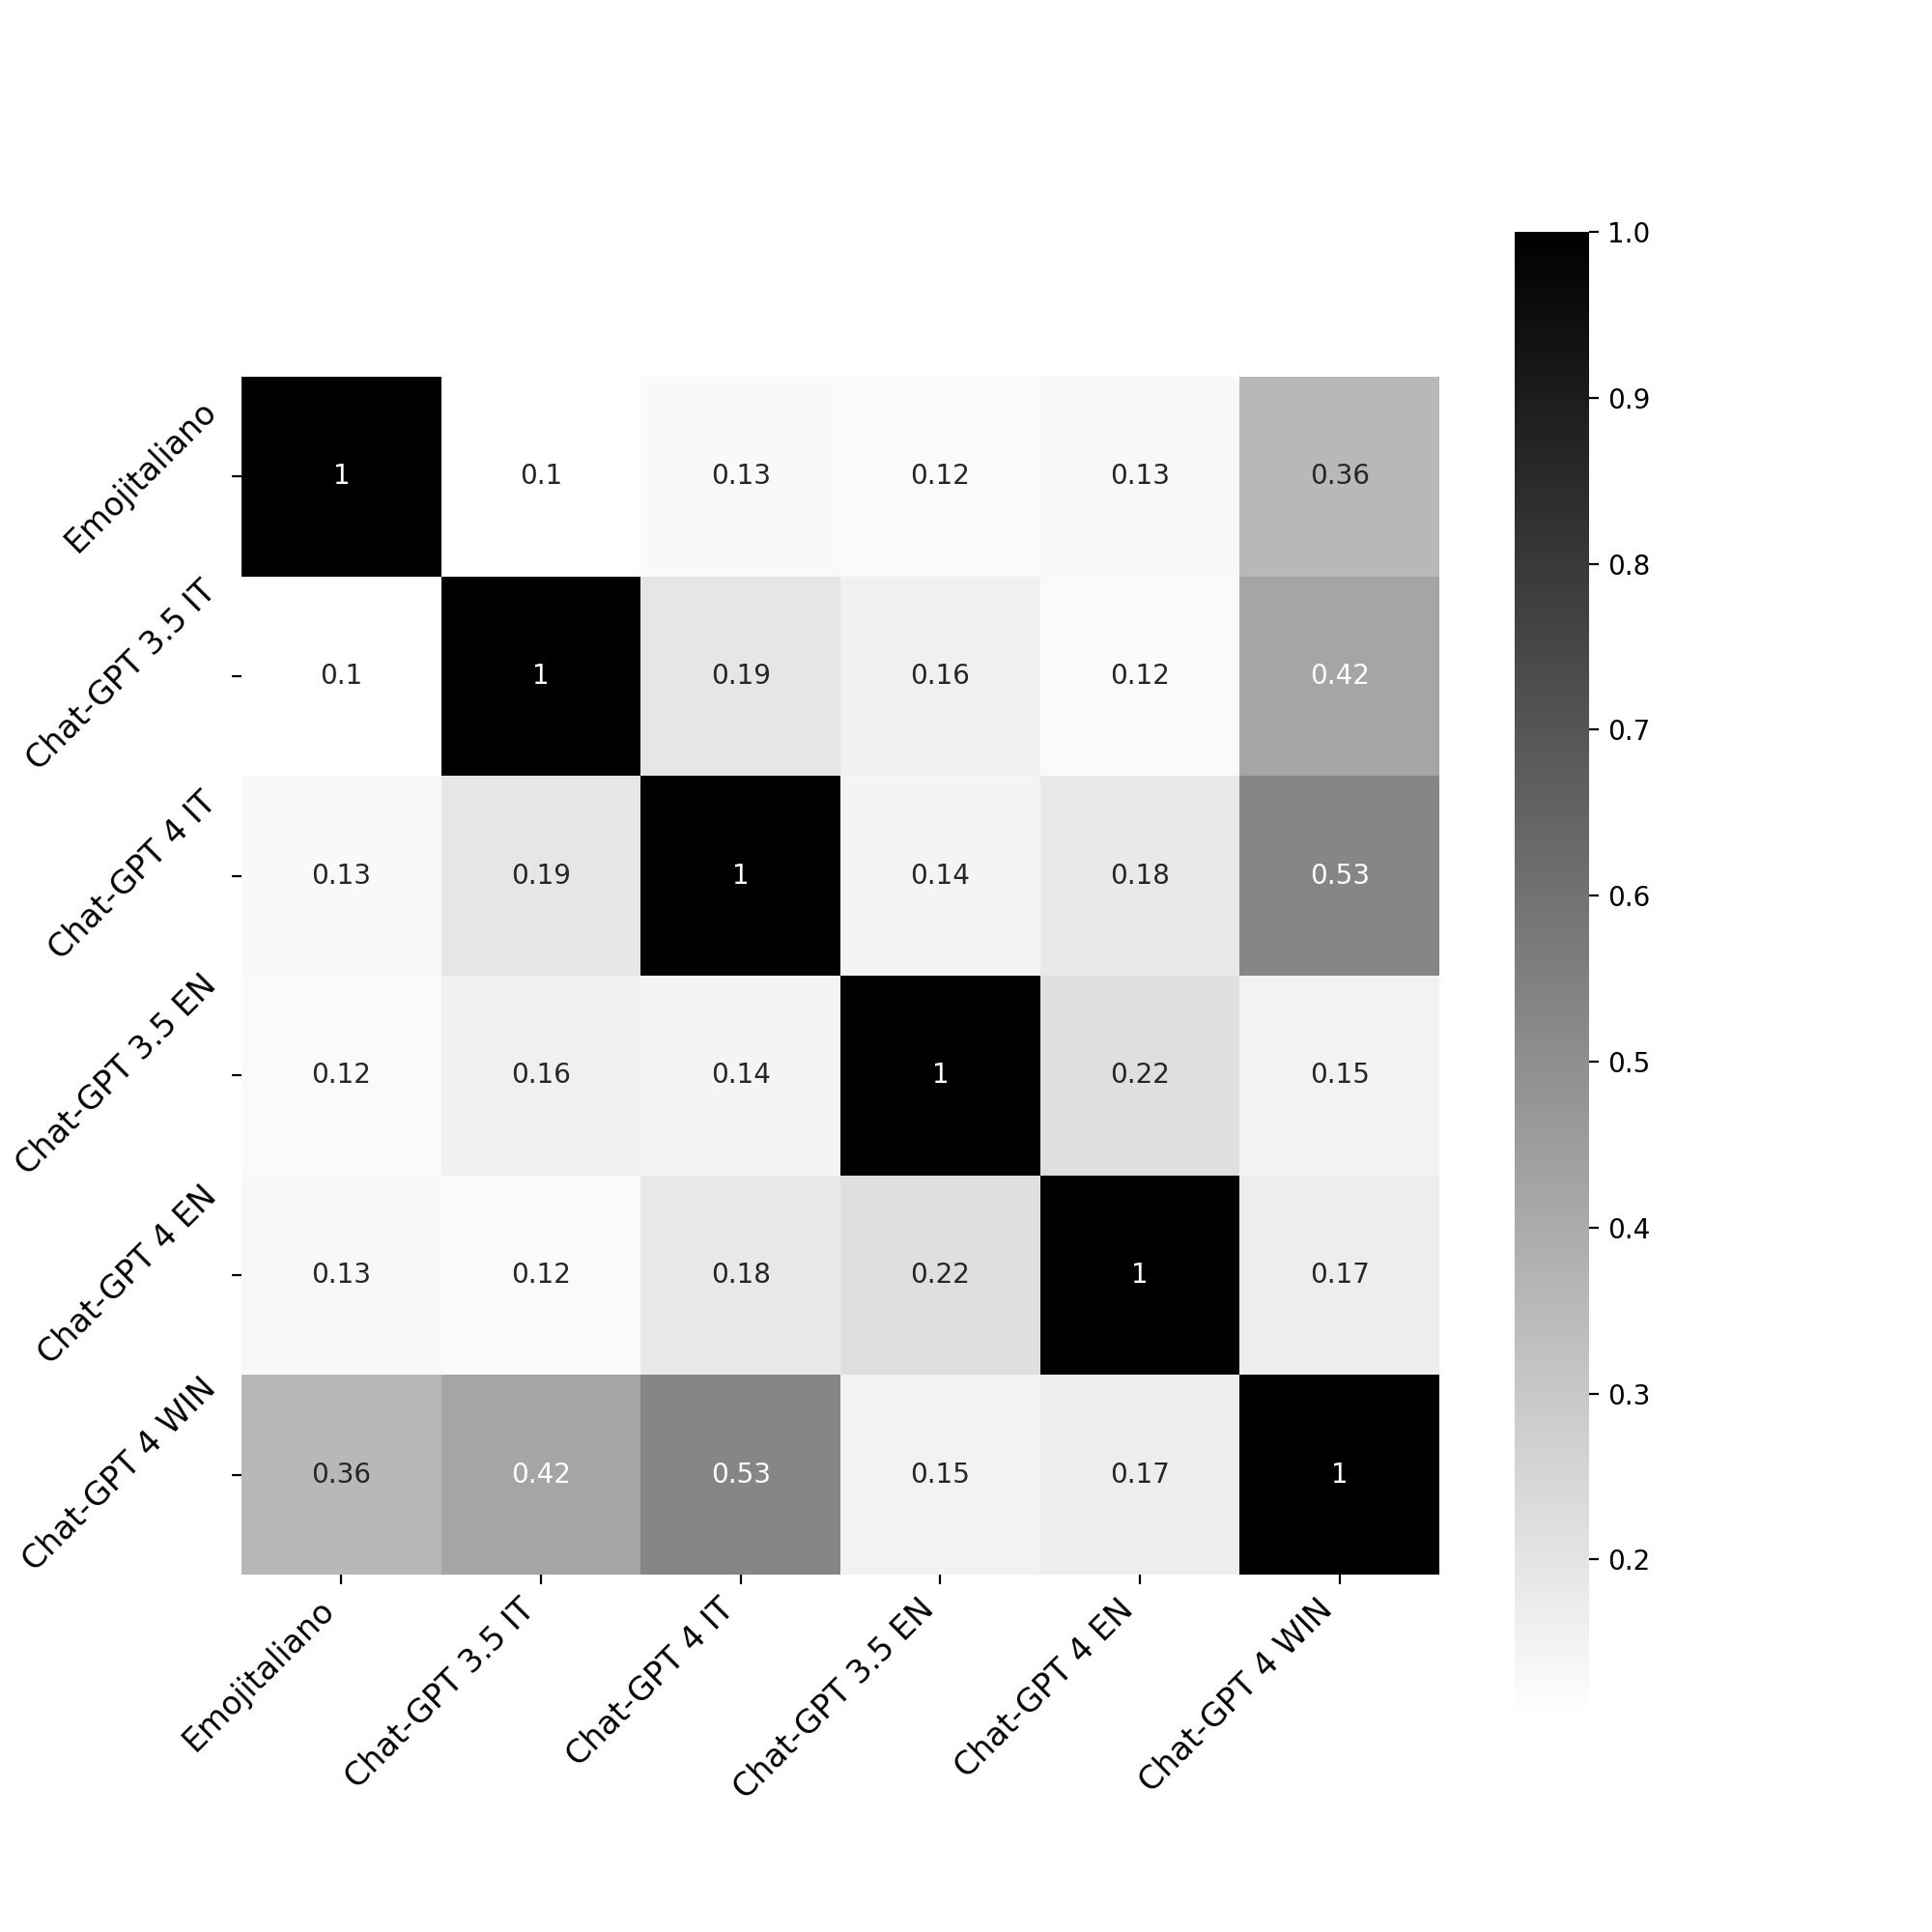 1.0
0.9
0.8
0.7
0.6
0.5
0.4
0.3
0.2
Emojitaliano 1 0.1 0.13 0.12 0.13 0.36
Chat-GPT 3.5 IT 0.1 1 0.19 0.16 0.12 0.42
Chat-GPT 4 IT 0.13 0.19 1 0.14 0.18 0.53
Chat-GPT 3.5 EN 0.12 0.16 0.14 1 0.22 0.15
Chat-GPT 4 EN 0.13 0.12 0.18 0.22 1 0.17
Chat-GPT 4 WIN 0.36 0.42 0.53 0.15 0.17 1
Emojitaliano
Chat-GPT 3.5 IT
Chat-GPT 4 IT
Chat-GPT 3.5 EN
Chat-GPT 4 EN
Chat-GPT 4 WIN